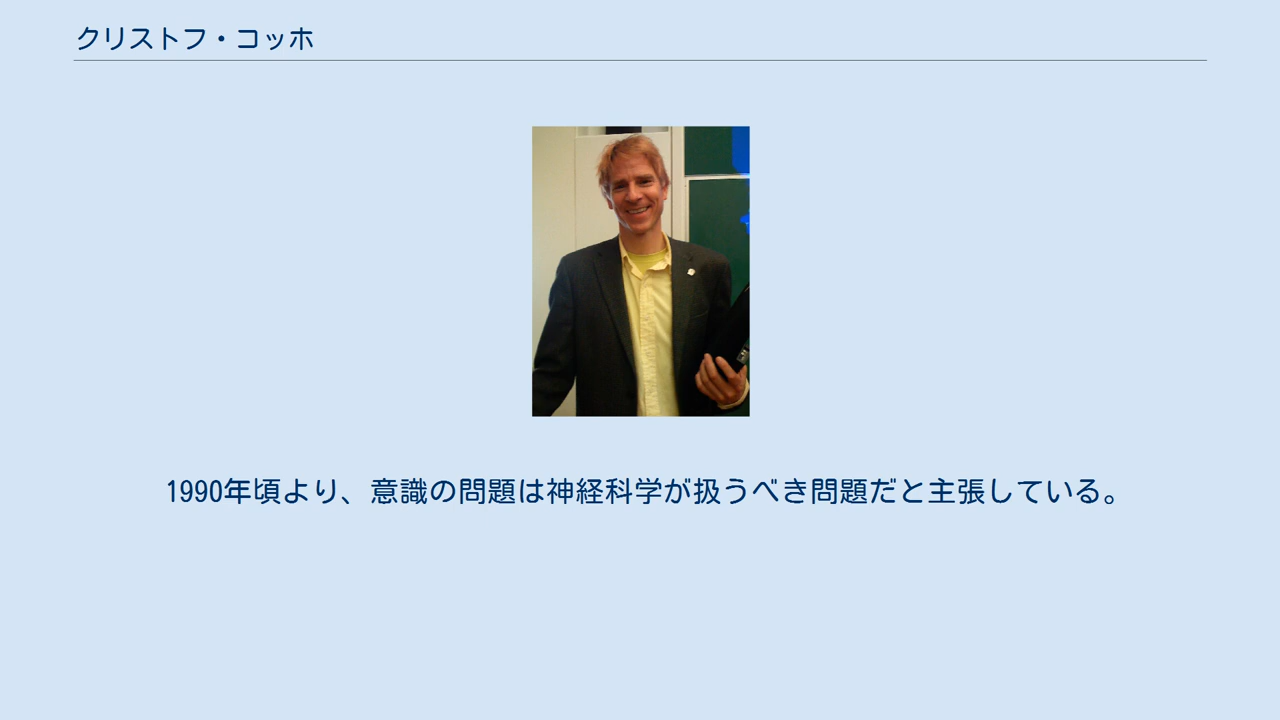 クリストフ・コッホ
1990年頃より、意識の問題は神経科学が扱うべき問題だと主張している。